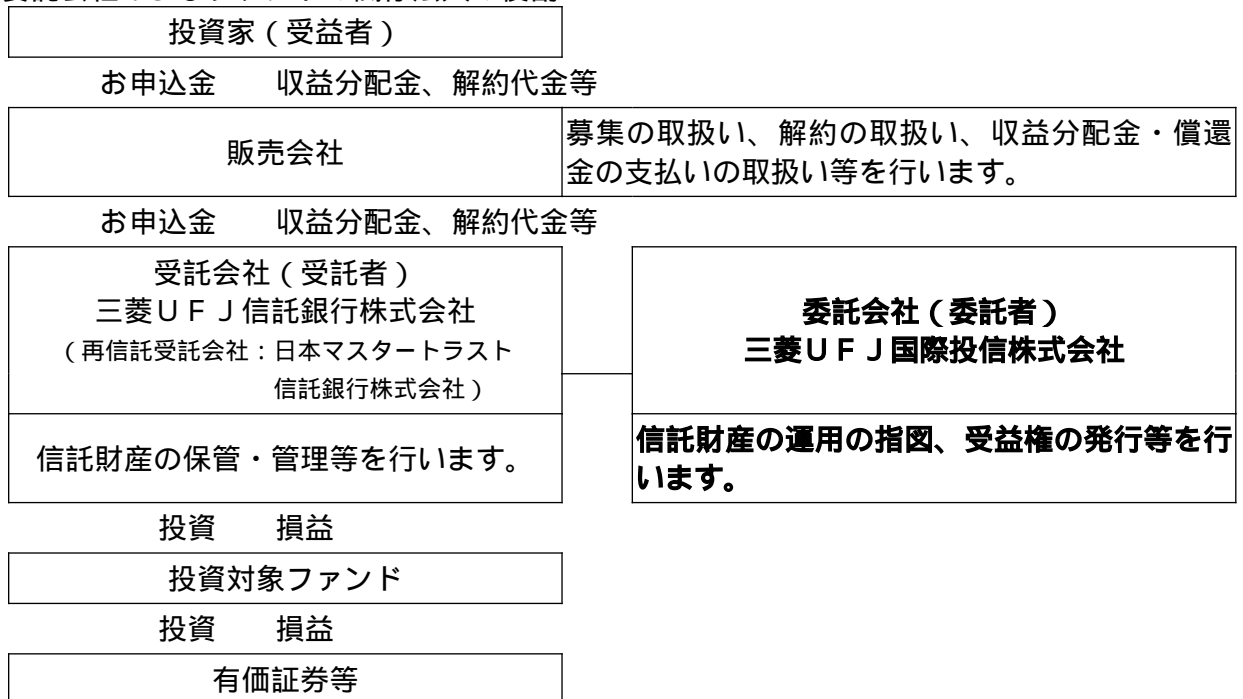 投資家（受益者）
お申込金　　収益分配金、解約代金等
販売会社
募集の取扱い、解約の取扱い、収益分配金・償還
金の支払いの取扱い等を行います。
お申込金　　収益分配金、解約代金等
受託会社（受託者）
三菱ＵＦＪ信託銀行株式会社
（再信託受託会社：日本マスタートラスト
信託銀行株式会社）
委託会社（委託者）
三菱ＵＦＪ国際投信株式会社
信託財産の保管・管理等を行います。
信託財産の運用の指図、受益権の発行等を行
います。
投資　　損益
投資対象ファンド
投資　　損益
有価証券等